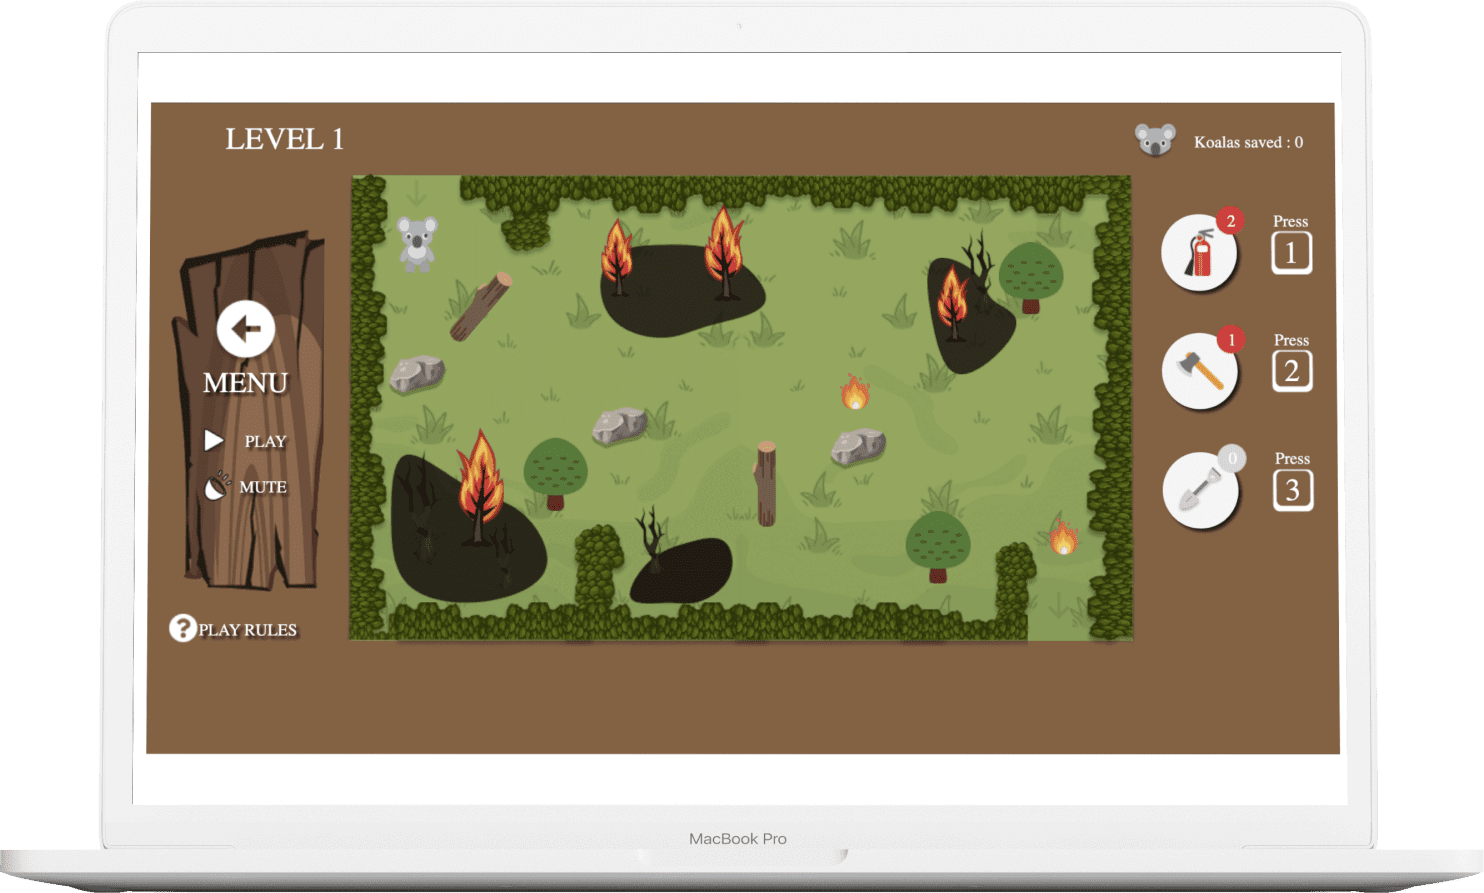 LEVEL 1
Koalas saved : 0
2
Press
1
MENU
PLAY
MUTE
1
Press
2
0
Press
3
?
PLAY RULES
MacBook Pro